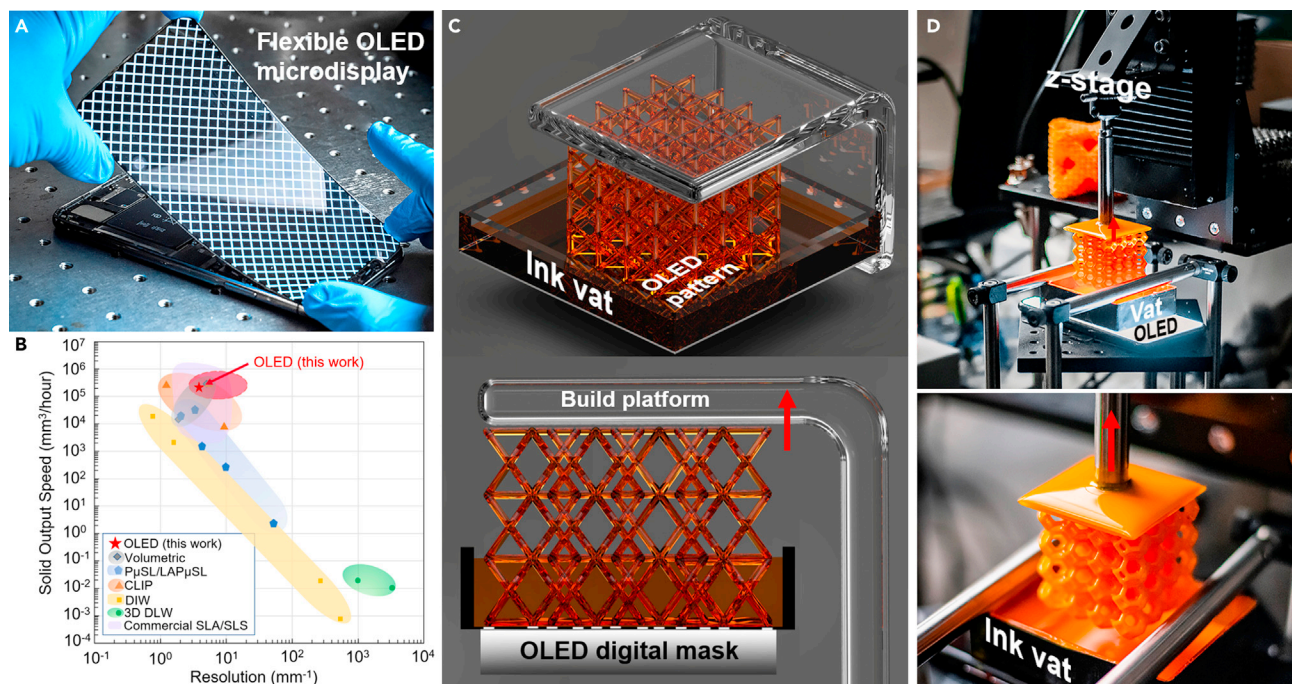 A
Flexible OLED
microdisplay
B
10⁷
10⁶
10⁵
10⁴
10³
10²
10¹
10⁰
10⁻¹
10⁻²
10⁻³
10⁻⁴
Solid Output Speed (mm³/hour)
OLED (this work)
OLED (this work)
Volumetric
PµSL/LAPµSL
CLIP
DIW
3D DLW
Commercial SLA/SLS
10⁻¹
10⁰
10¹
10²
10³
10⁴
Resolution (mm⁻¹)
C
Ink vat
OLED
pattern
Build platform
OLED digital mask
D
z-stage
Vat
OLED
Ink vat